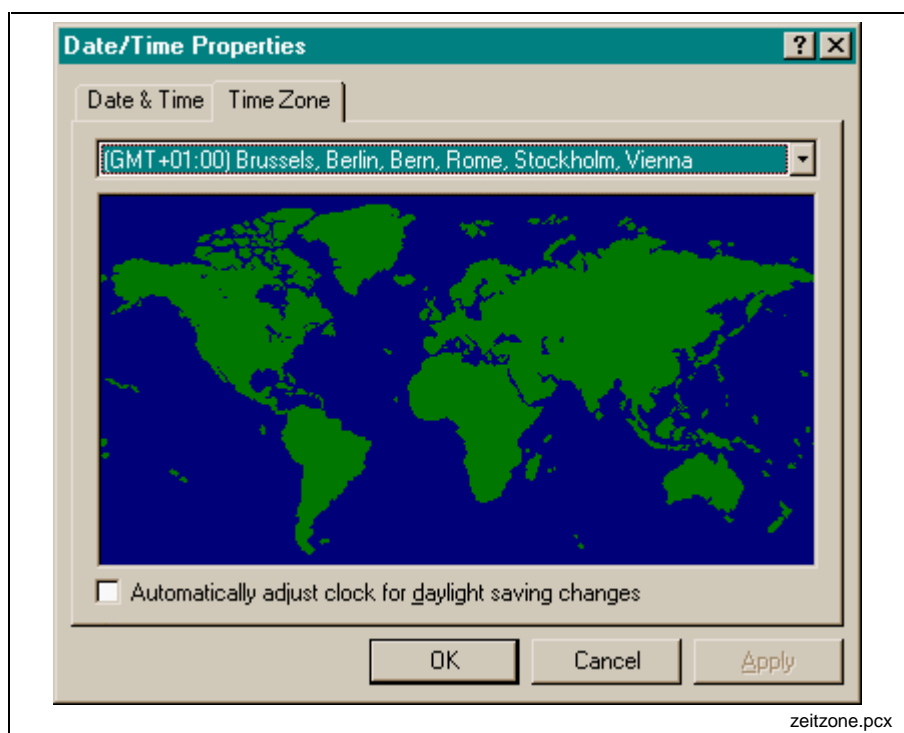 Date/Time Properties
Date & Time Time Zone
(GMT+01:00) Brussels, Berlin, Bern, Rome, Stockholm, Vienna
Automatically adjust clock for daylight saving changes
OK Cancel Apply
zeitzone.pcx